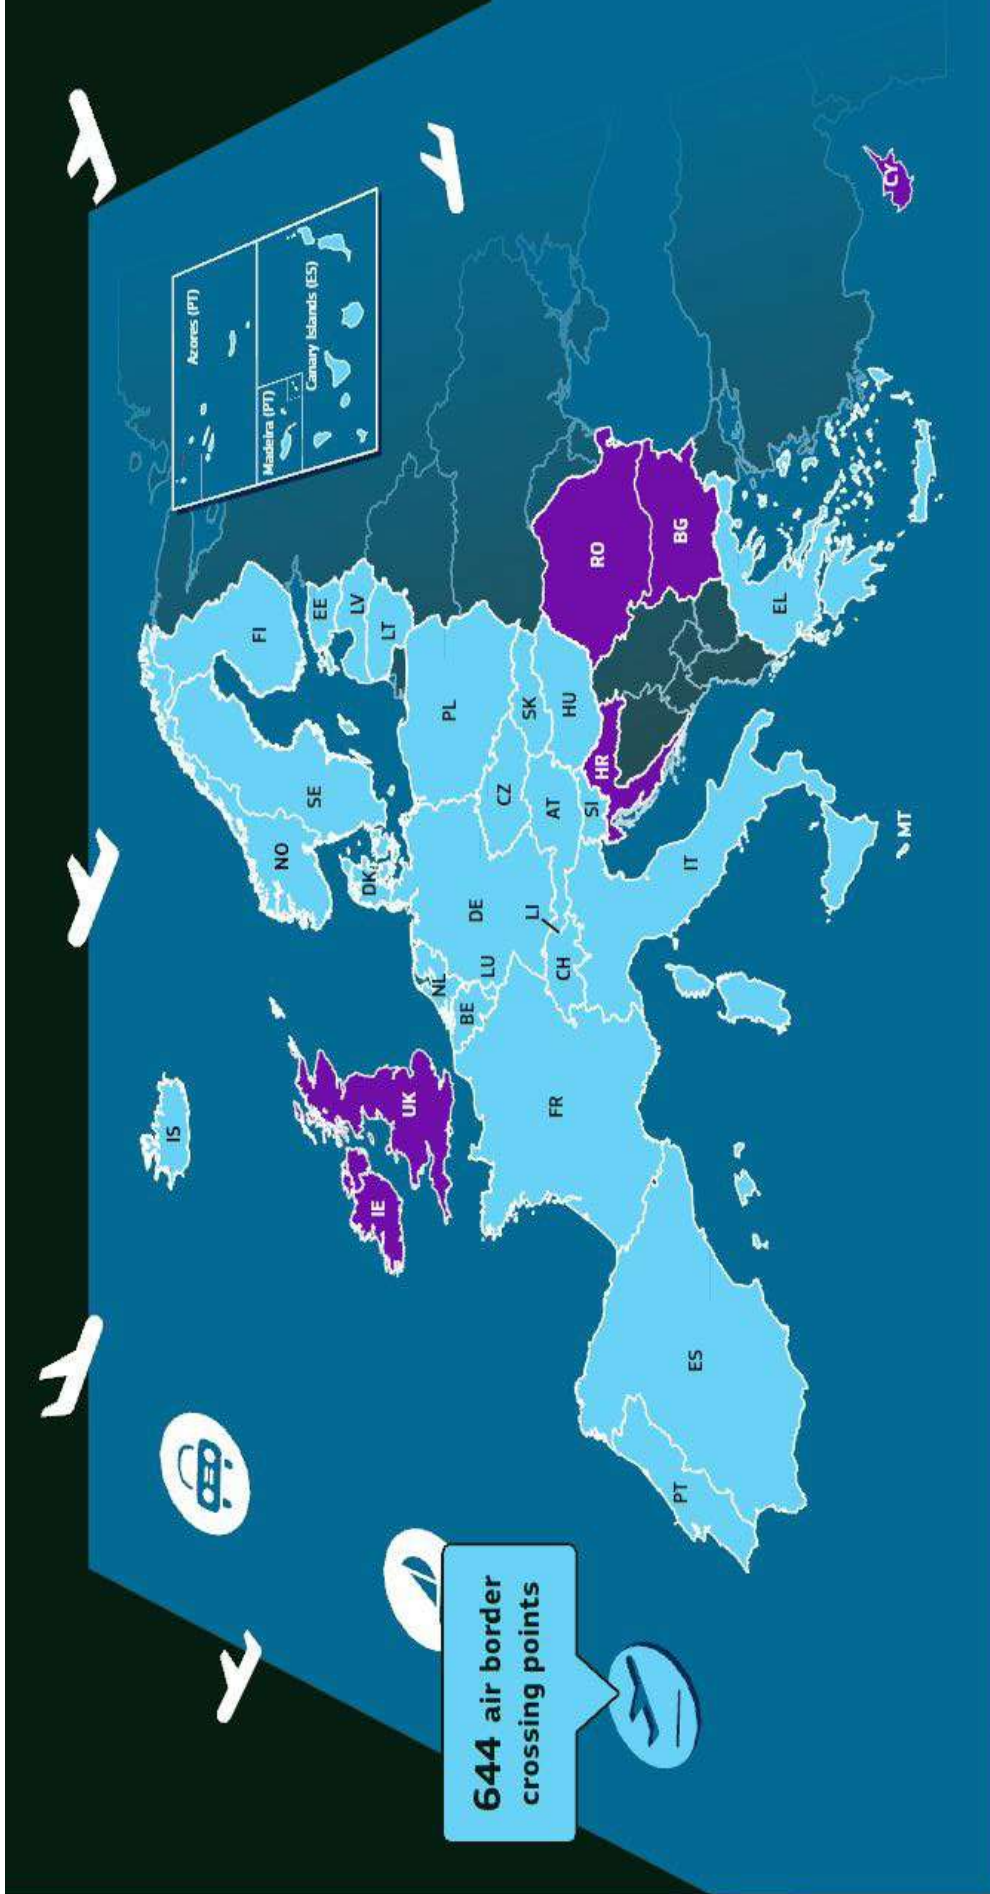 Azores (PT)
Madeira (PT)
Canary Islands (ES)
IS
FI
NO
SE
EE
LV
LT
DK
IE
UK
NL
BE
LU
DE
PL
CZ
SK
LI
CH
AT
HU
FR
SI
HR
RO
BG
PT
ES
IT
EL
MT
CY
644 air border
crossing points